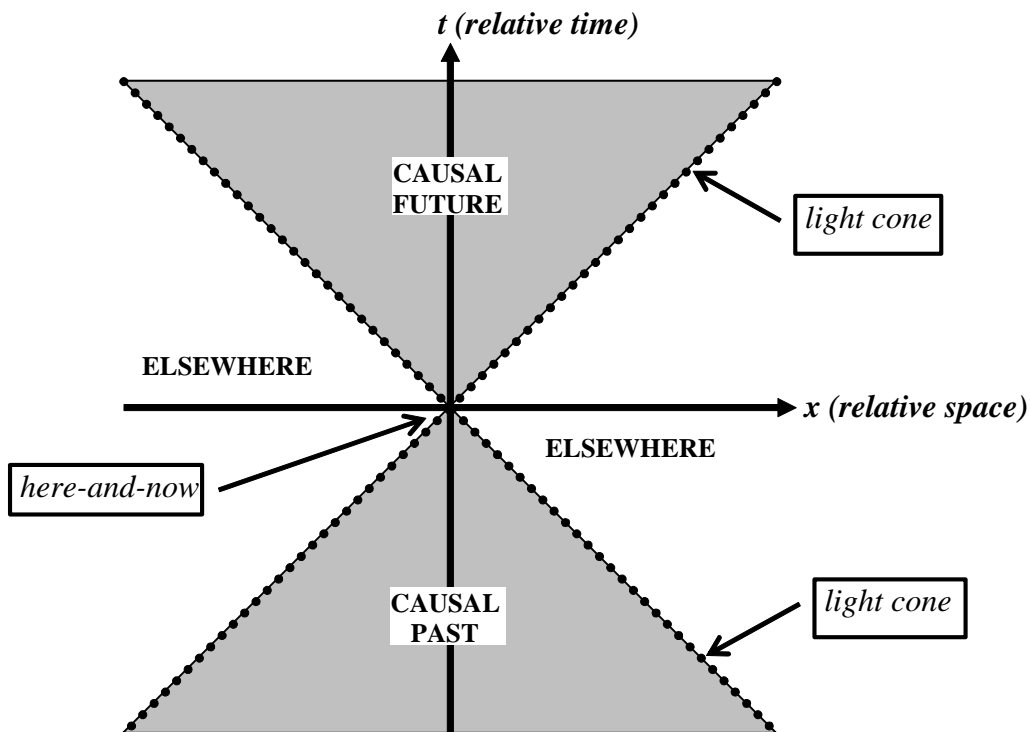 t (relative time)
CAUSAL
FUTURE
light cone
ELSEWHERE
x (relative space)
ELSEWHERE
here-and-now
CAUSAL
PAST
light cone